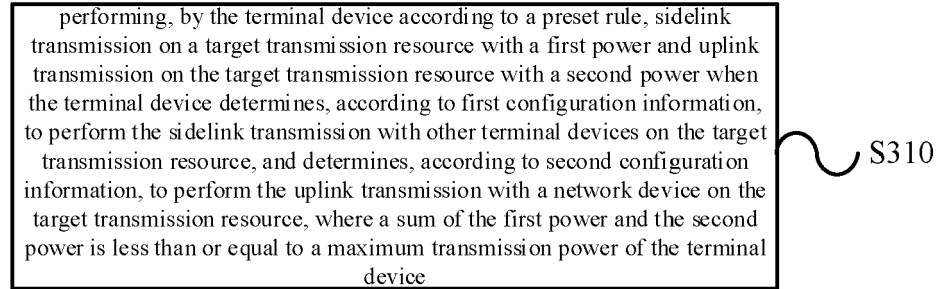 performing, by the terminal device according to a preset rule, sidelink
transmission on a target transmission resource with a first power and uplink
transmission on the target transmission resource with a second power when
the terminal device determines, according to first configuration information,
to perform the sidelink transmission with other terminal devices on the target
transmission resource, and determines, according to second configuration
information, to perform the uplink transmission with a network device on the
target transmission resource, where a sum of the first power and the second
power is less than or equal to a maximum transmission power of the terminal
device
S310